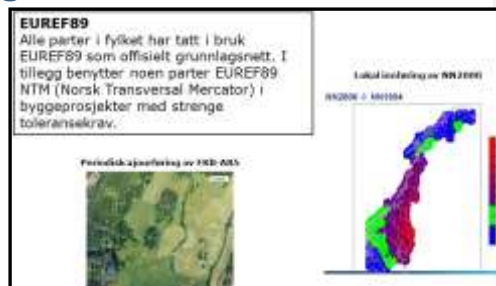 EUREF89
Alle parter i fylket har tatt i bruk
EUREF89 som offisielt grunnlagsnett. I
tillegg benytter noen parter EUREF89
NTM (Norsk Transversal Mercator) i
byggeprosjekter med strenge
toleransekrav.
Lokal innføring av NN2000
NN2000 - NN1954
Periodisk ajourføring av FKB-AR5